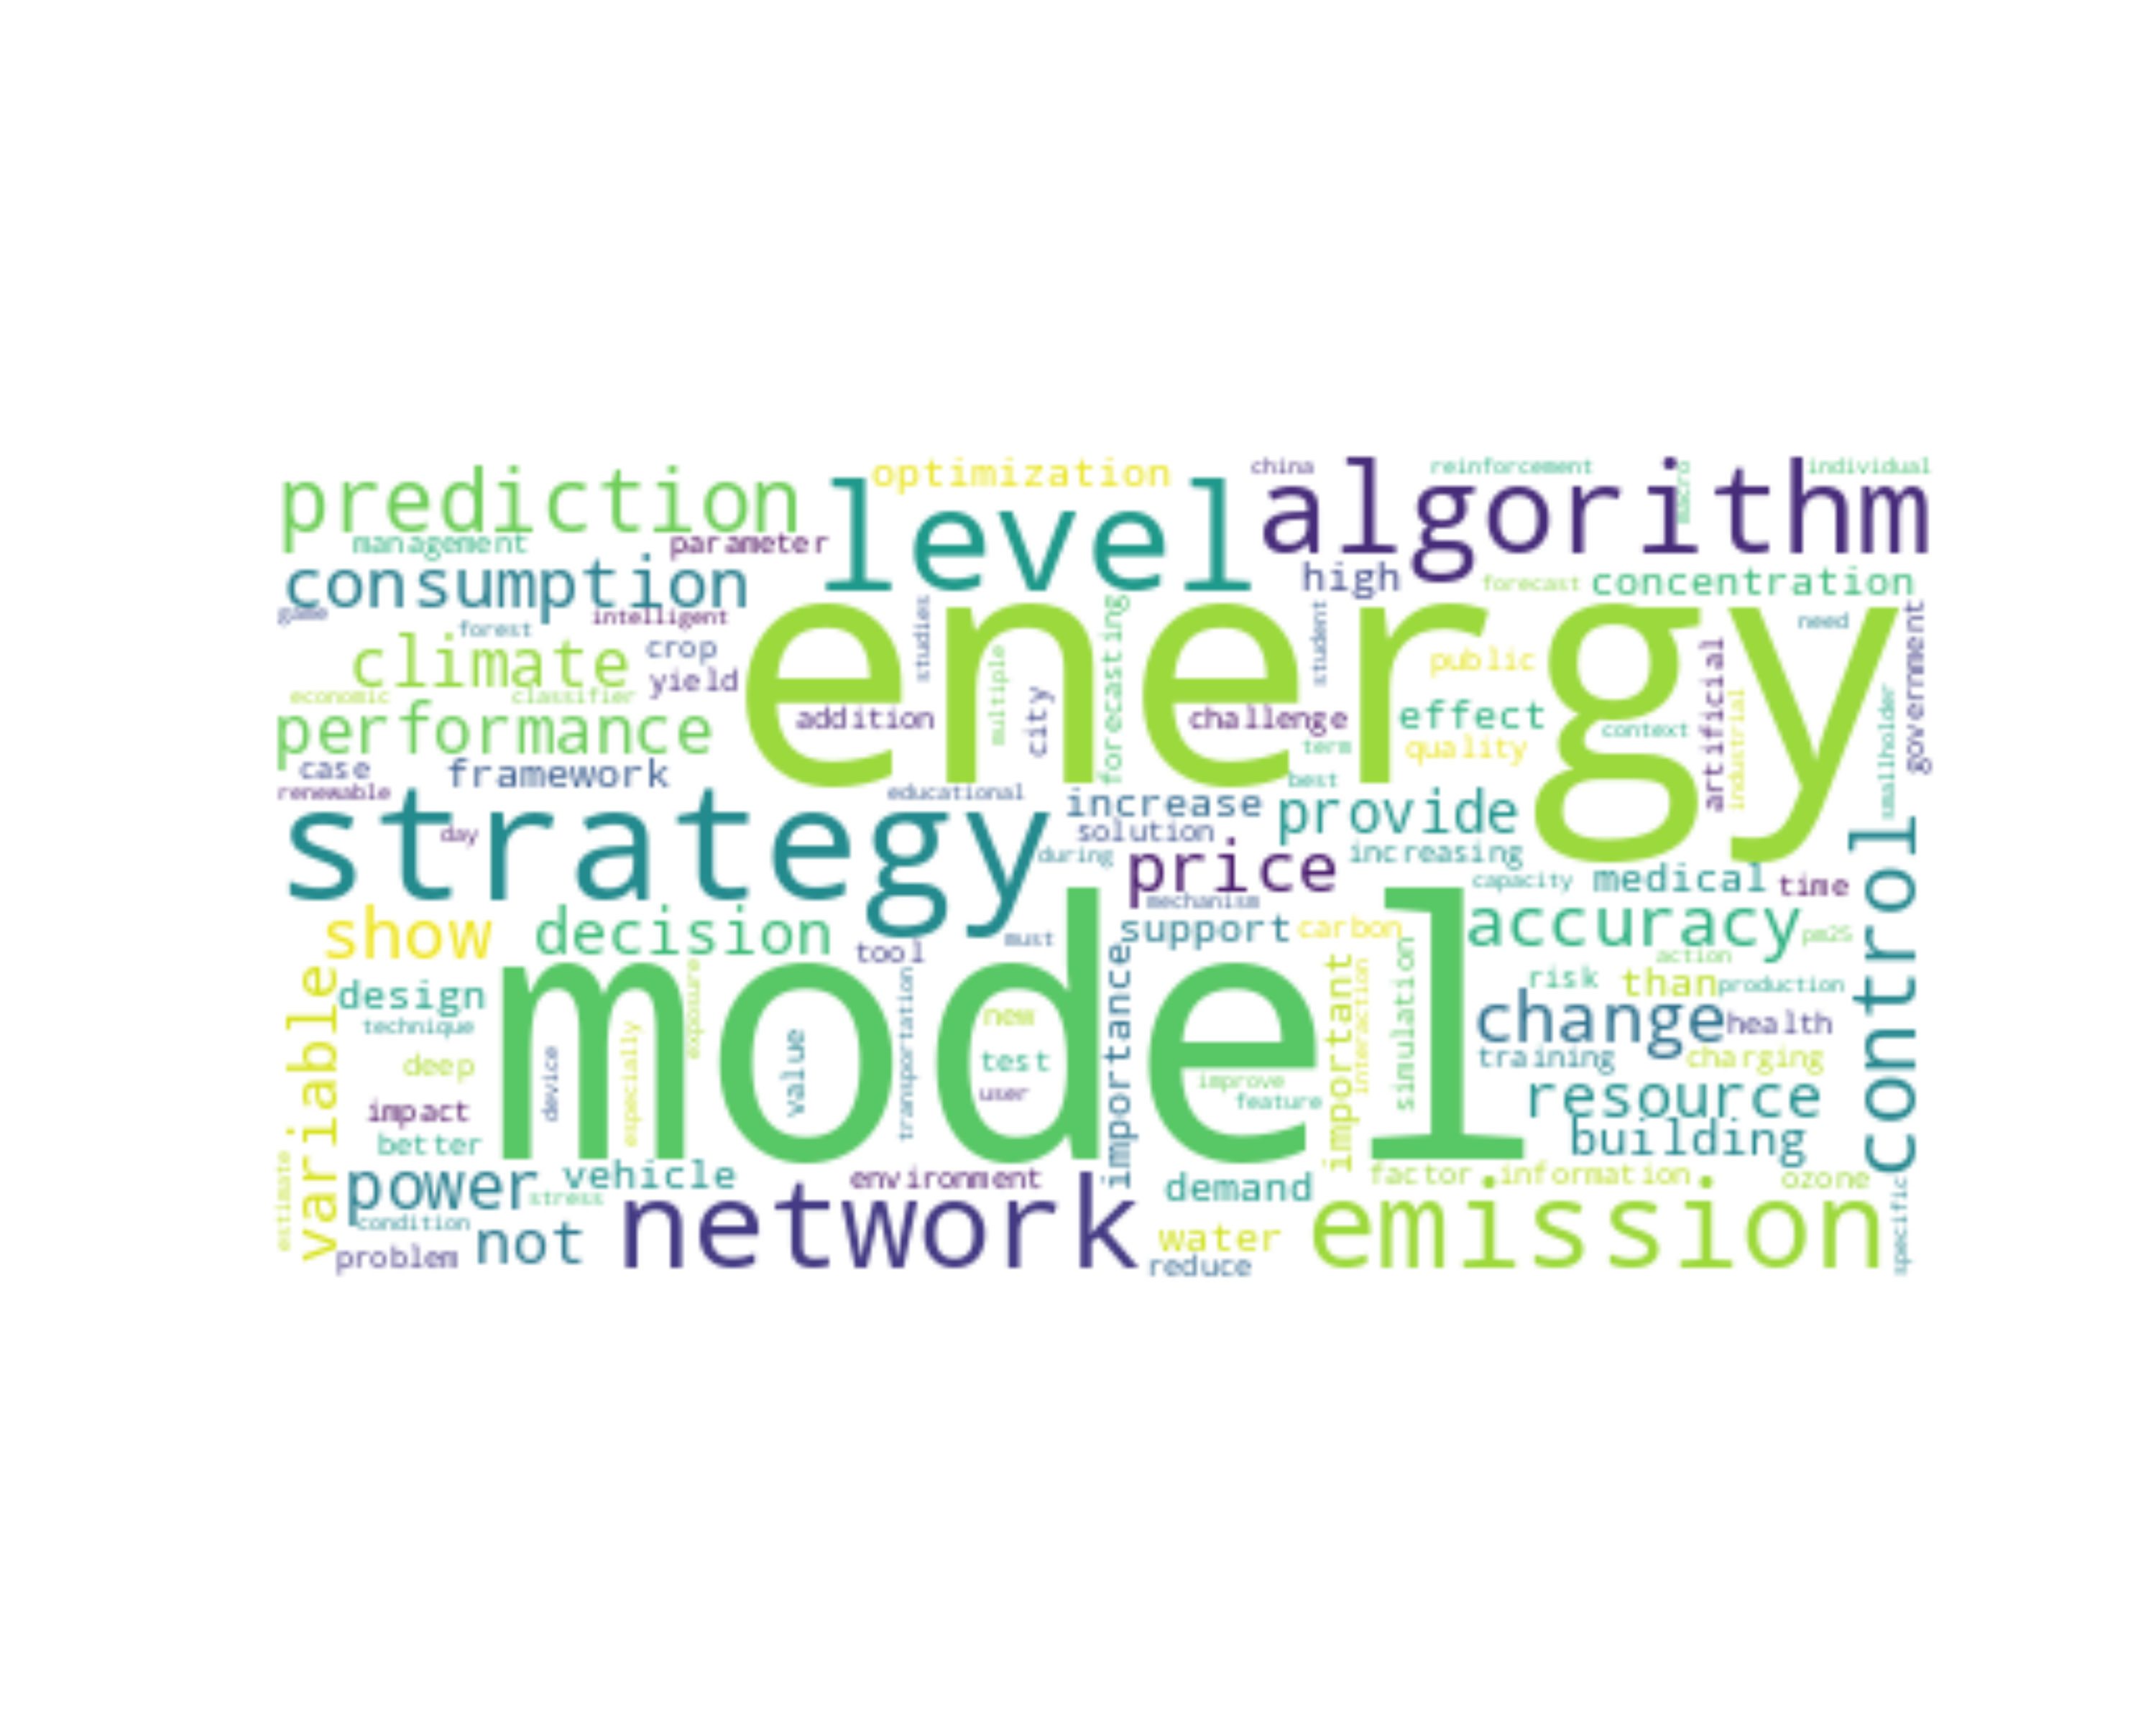 optimization
china
reinforcement
macro
individual
prediction
level
algorithm
management
parameter
consumption
high
forecast
concentration
game
intelligent
energy
forest
studies
forecasting
student
need
government
climate
crop
multiple
public
artificial
yield
city
economic
classifier
industrial
smallholder
performance
addition
challenge
effect
context
term
quality
case
framework
best
renewable
educational
increase
provide
strategy
day
solution
control
during
price
increasing
capacity
medical
time
mechanism
show
decision
support
carbon
accuracy
pm25
tool
must
model
importance
simulation
action
variable
design
exposure
transportation
important
interaction
risk
than
production
technique
especially
value
new
change
health
deep
device
test
training
charging
user
improve
feature
resource
impact
better
building
estimate
power
vehicle
environment
demand
factor
information
ozone
stress
specific
condition
network
emission
not
water
problem
reduce